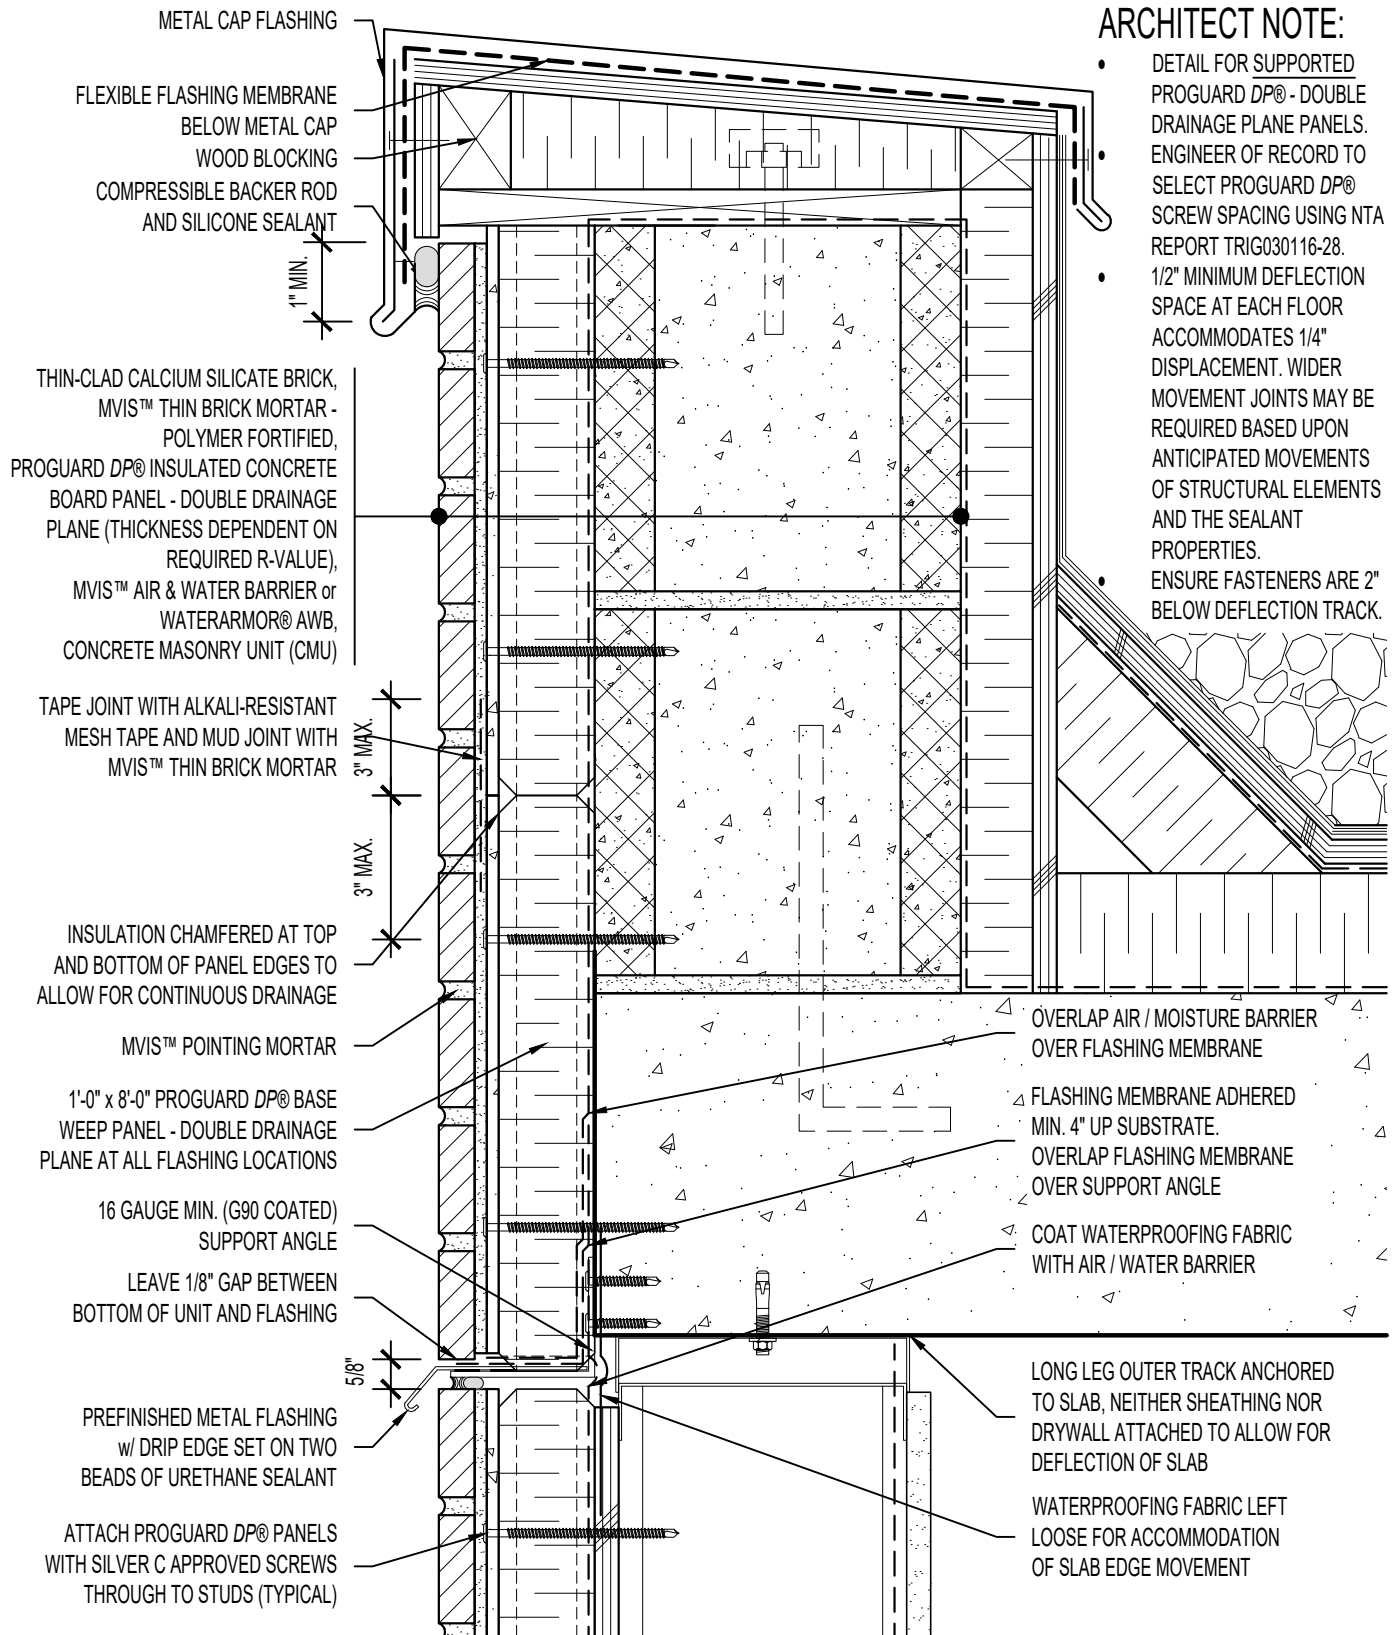 METAL CAP FLASHING
FLEXIBLE FLASHING MEMBRANE
BELOW METAL CAP
WOOD BLOCKING
COMPRESSIBLE BACKER ROD
AND SILICONE SEALANT
1" MIN.
THIN-CLAD CALCIUM SILICATE BRICK,
MVIS™ THIN BRICK MORTAR -
POLYMER FORTIFIED,
PROGUARD DP® INSULATED CONCRETE
BOARD PANEL - DOUBLE DRAINAGE
PLANE (THICKNESS DEPENDENT ON
REQUIRED R-VALUE),
MVIS™ AIR & WATER BARRIER or
WATERARMOR® AWB,
CONCRETE MASONRY UNIT (CMU)
TAPE JOINT WITH ALKALI-RESISTANT
MESH TAPE AND MUD JOINT WITH
MVIS™ THIN BRICK MORTAR
3" MAX.
3" MAX.
INSULATION CHAMFERED AT TOP
AND BOTTOM OF PANEL EDGES TO
ALLOW FOR CONTINUOUS DRAINAGE
MVIS™ POINTING MORTAR
1'-0" x 8'-0" PROGUARD DP® BASE
WEEP PANEL - DOUBLE DRAINAGE
PLANE AT ALL FLASHING LOCATIONS
16 GAUGE MIN. (G90 COATED)
SUPPORT ANGLE
LEAVE 1/8" GAP BETWEEN
BOTTOM OF UNIT AND FLASHING
5/8"
PREFINISHED METAL FLASHING
w/ DRIP EDGE SET ON TWO
BEADS OF URETHANE SEALANT
ATTACH PROGUARD DP® PANELS
WITH SILVER C APPROVED SCREWS
THROUGH TO STUDS (TYPICAL)
ARCHITECT NOTE:
• DETAIL FOR SUPPORTED
PROGUARD DP® - DOUBLE
DRAINAGE PLANE PANELS.
• ENGINEER OF RECORD TO
SELECT PROGUARD DP®
SCREW SPACING USING NTA
REPORT TRIG030116-28.
• 1/2" MINIMUM DEFLECTION
SPACE AT EACH FLOOR
ACCOMMODATES 1/4"
DISPLACEMENT. WIDER
MOVEMENT JOINTS MAY BE
REQUIRED BASED UPON
ANTICIPATED MOVEMENTS
OF STRUCTURAL ELEMENTS
AND THE SEALANT
PROPERTIES.
• ENSURE FASTENERS ARE 2"
BELOW DEFLECTION TRACK.
OVERLAP AIR / MOISTURE BARRIER
OVER FLASHING MEMBRANE
FLASHING MEMBRANE ADHERED
MIN. 4" UP SUBSTRATE.
OVERLAP FLASHING MEMBRANE
OVER SUPPORT ANGLE
COAT WATERPROOFING FABRIC
WITH AIR / WATER BARRIER
LONG LEG OUTER TRACK ANCHORED
TO SLAB, NEITHER SHEATHING NOR
DRYWALL ATTACHED TO ALLOW FOR
DEFLECTION OF SLAB
WATERPROOFING FABRIC LEFT
LOOSE FOR ACCOMMODATION
OF SLAB EDGE MOVEMENT